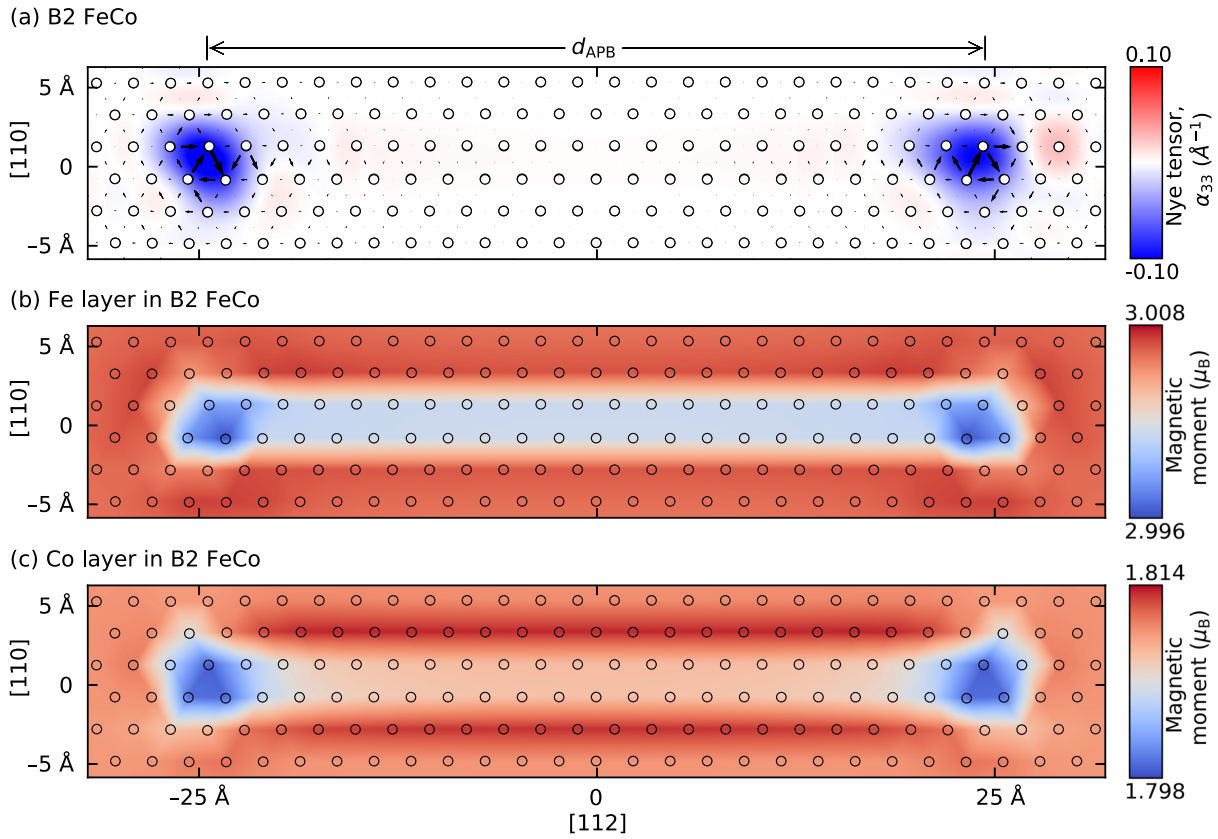 (a) B2 FeCo
d_APB
5 Å
0
–5 Å
[110]
0.10
Nye tensor,
α₃₃ (Å⁻¹)
-0.10
(b) Fe layer in B2 FeCo
5 Å
0
–5 Å
[110]
3.008
Magnetic
moment (μ_B)
2.996
(c) Co layer in B2 FeCo
5 Å
0
–5 Å
[110]
1.814
Magnetic
moment (μ_B)
1.798
–25 Å
0
25 Å
[112]